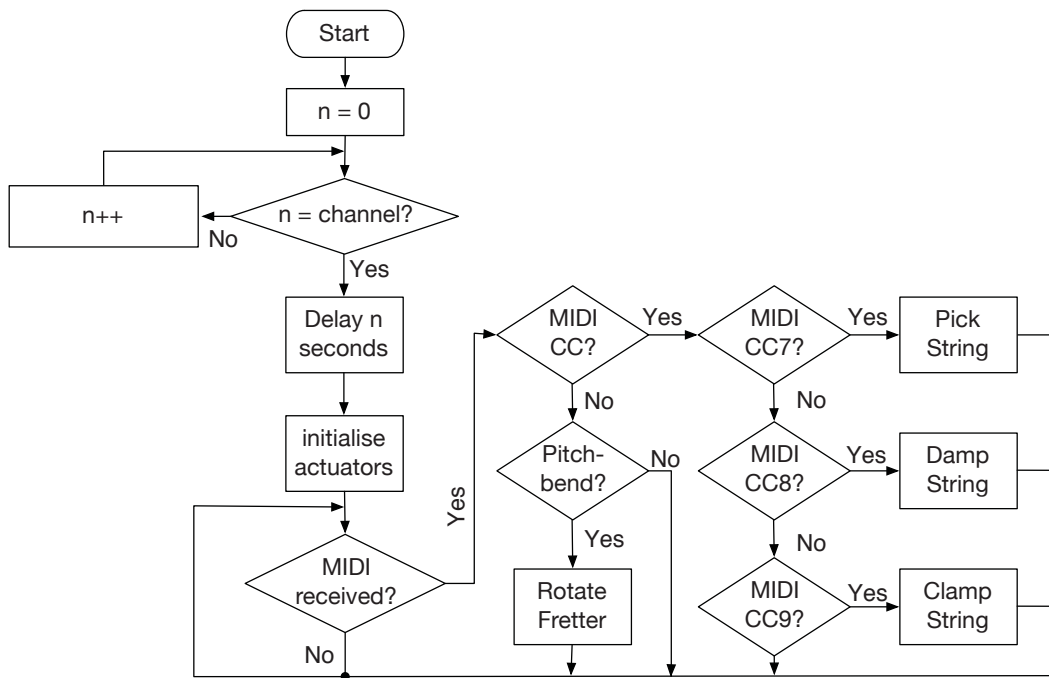 Start
n = 0
n++
n = channel?
No
Yes
Delay n
seconds
initialise
actuators
MIDI
received?
No
Yes
MIDI
CC?
Yes
No
Pitch-
bend?
No
Yes
Rotate
Fretter
MIDI
CC7?
Yes
Pick
String
No
MIDI
CC8?
Yes
Damp
String
No
MIDI
CC9?
Yes
Clamp
String